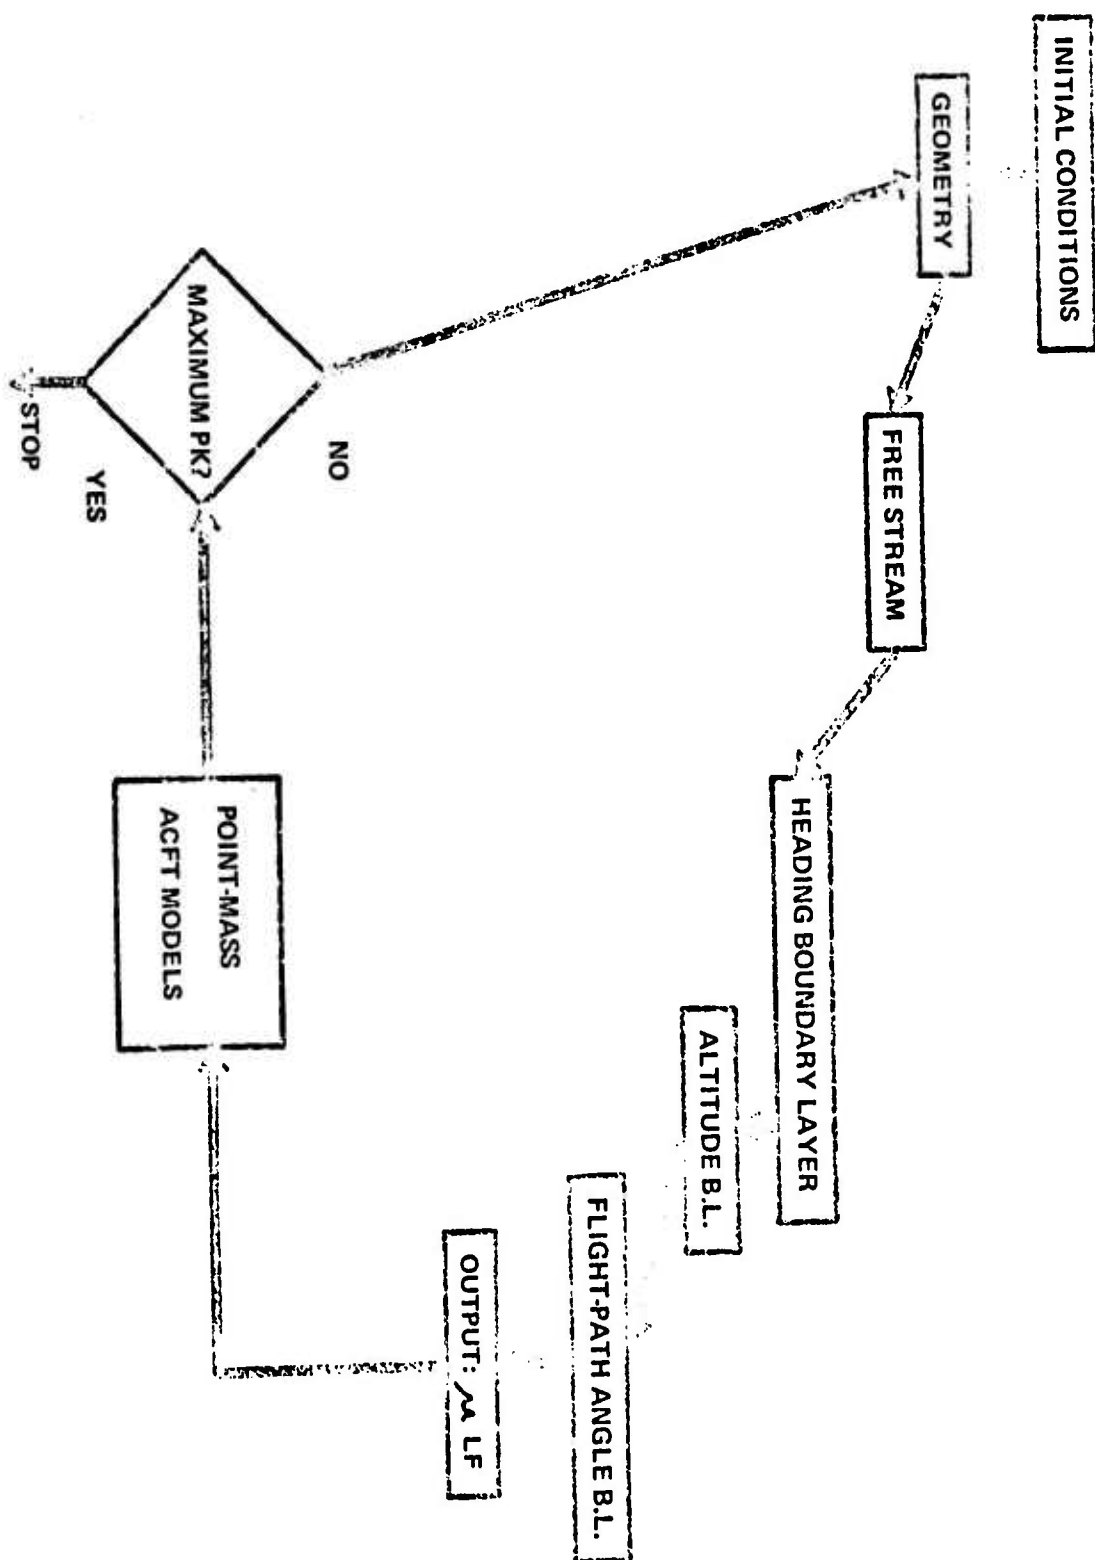 INITIAL CONDITIONS
GEOMETRY
FREE STREAM
HEADING BOUNDARY LAYER
ALTITUDE B.L.
FLIGHT-PATH ANGLE B.L.
OUTPUT: μ LF
POINT-MASS
ACFT MODELS
MAXIMUM PK?
NO
YES
STOP